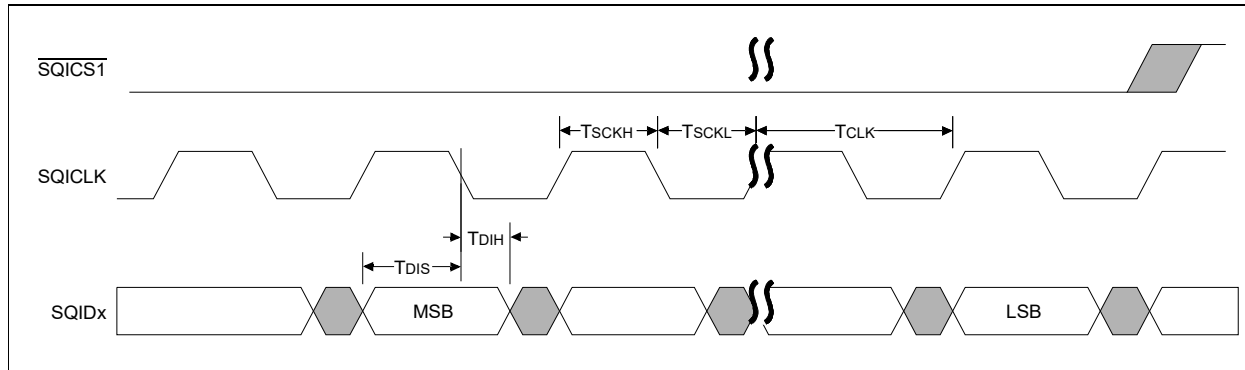 SQICS1
TSCKH
TSCKL
TCLK
SQICLK
TDIH
TDIS
SQIDx
MSB
LSB